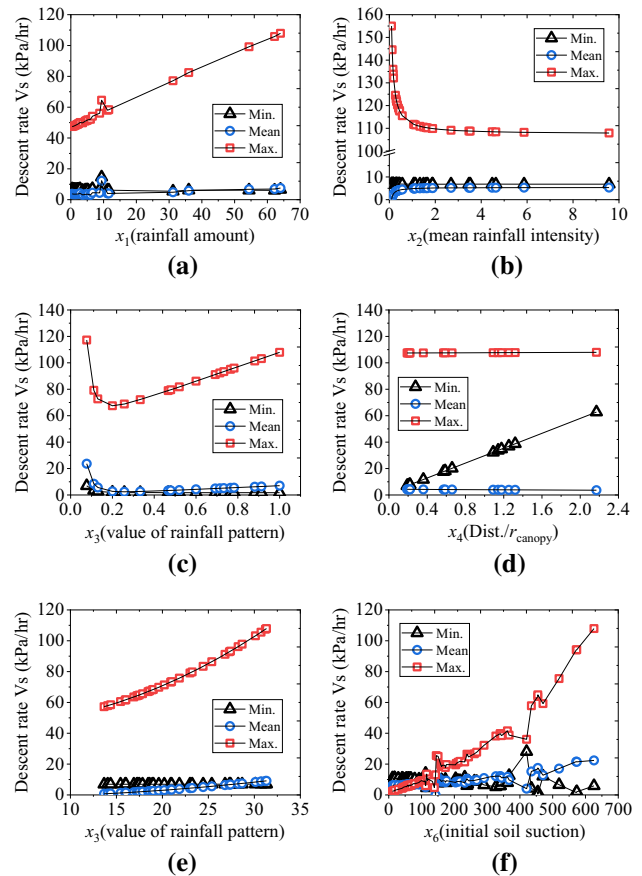 Descent rate Vs (kPa/hr)
120
100
80
60
40
20
0
Min.
Mean
Max.
0 10 20 30 40 50 60 70
x₁(rainfall amount)
(a)
Descent rate Vs (kPa/hr)
160
150
140
130
120
110
100
10
0
Min.
Mean
Max.
0 2 4 6 8 10
x₂(mean rainfall intensity)
(b)
Descent rate Vs (kPa/hr)
140
120
100
80
60
40
20
0
Min.
Mean
Max.
0.0 0.2 0.4 0.6 0.8 1.0
x₃(value of rainfall pattern)
(c)
Descent rate Vs (kPa/hr)
140
120
100
80
60
40
20
0
Min.
Mean
Max.
0.0 0.4 0.8 1.2 1.6 2.0 2.4
x₄(Dist./r_canopy)
(d)
Descent rate Vs (kPa/hr)
120
100
80
60
40
20
0
Min.
Mean
Max.
10 15 20 25 30 35
x₃(value of rainfall pattern)
(e)
Descent rate Vs (kPa/hr)
120
100
80
60
40
20
0
Min.
Mean
Max.
0 100 200 300 400 500 600 700
x₆(initial soil suction)
(f)